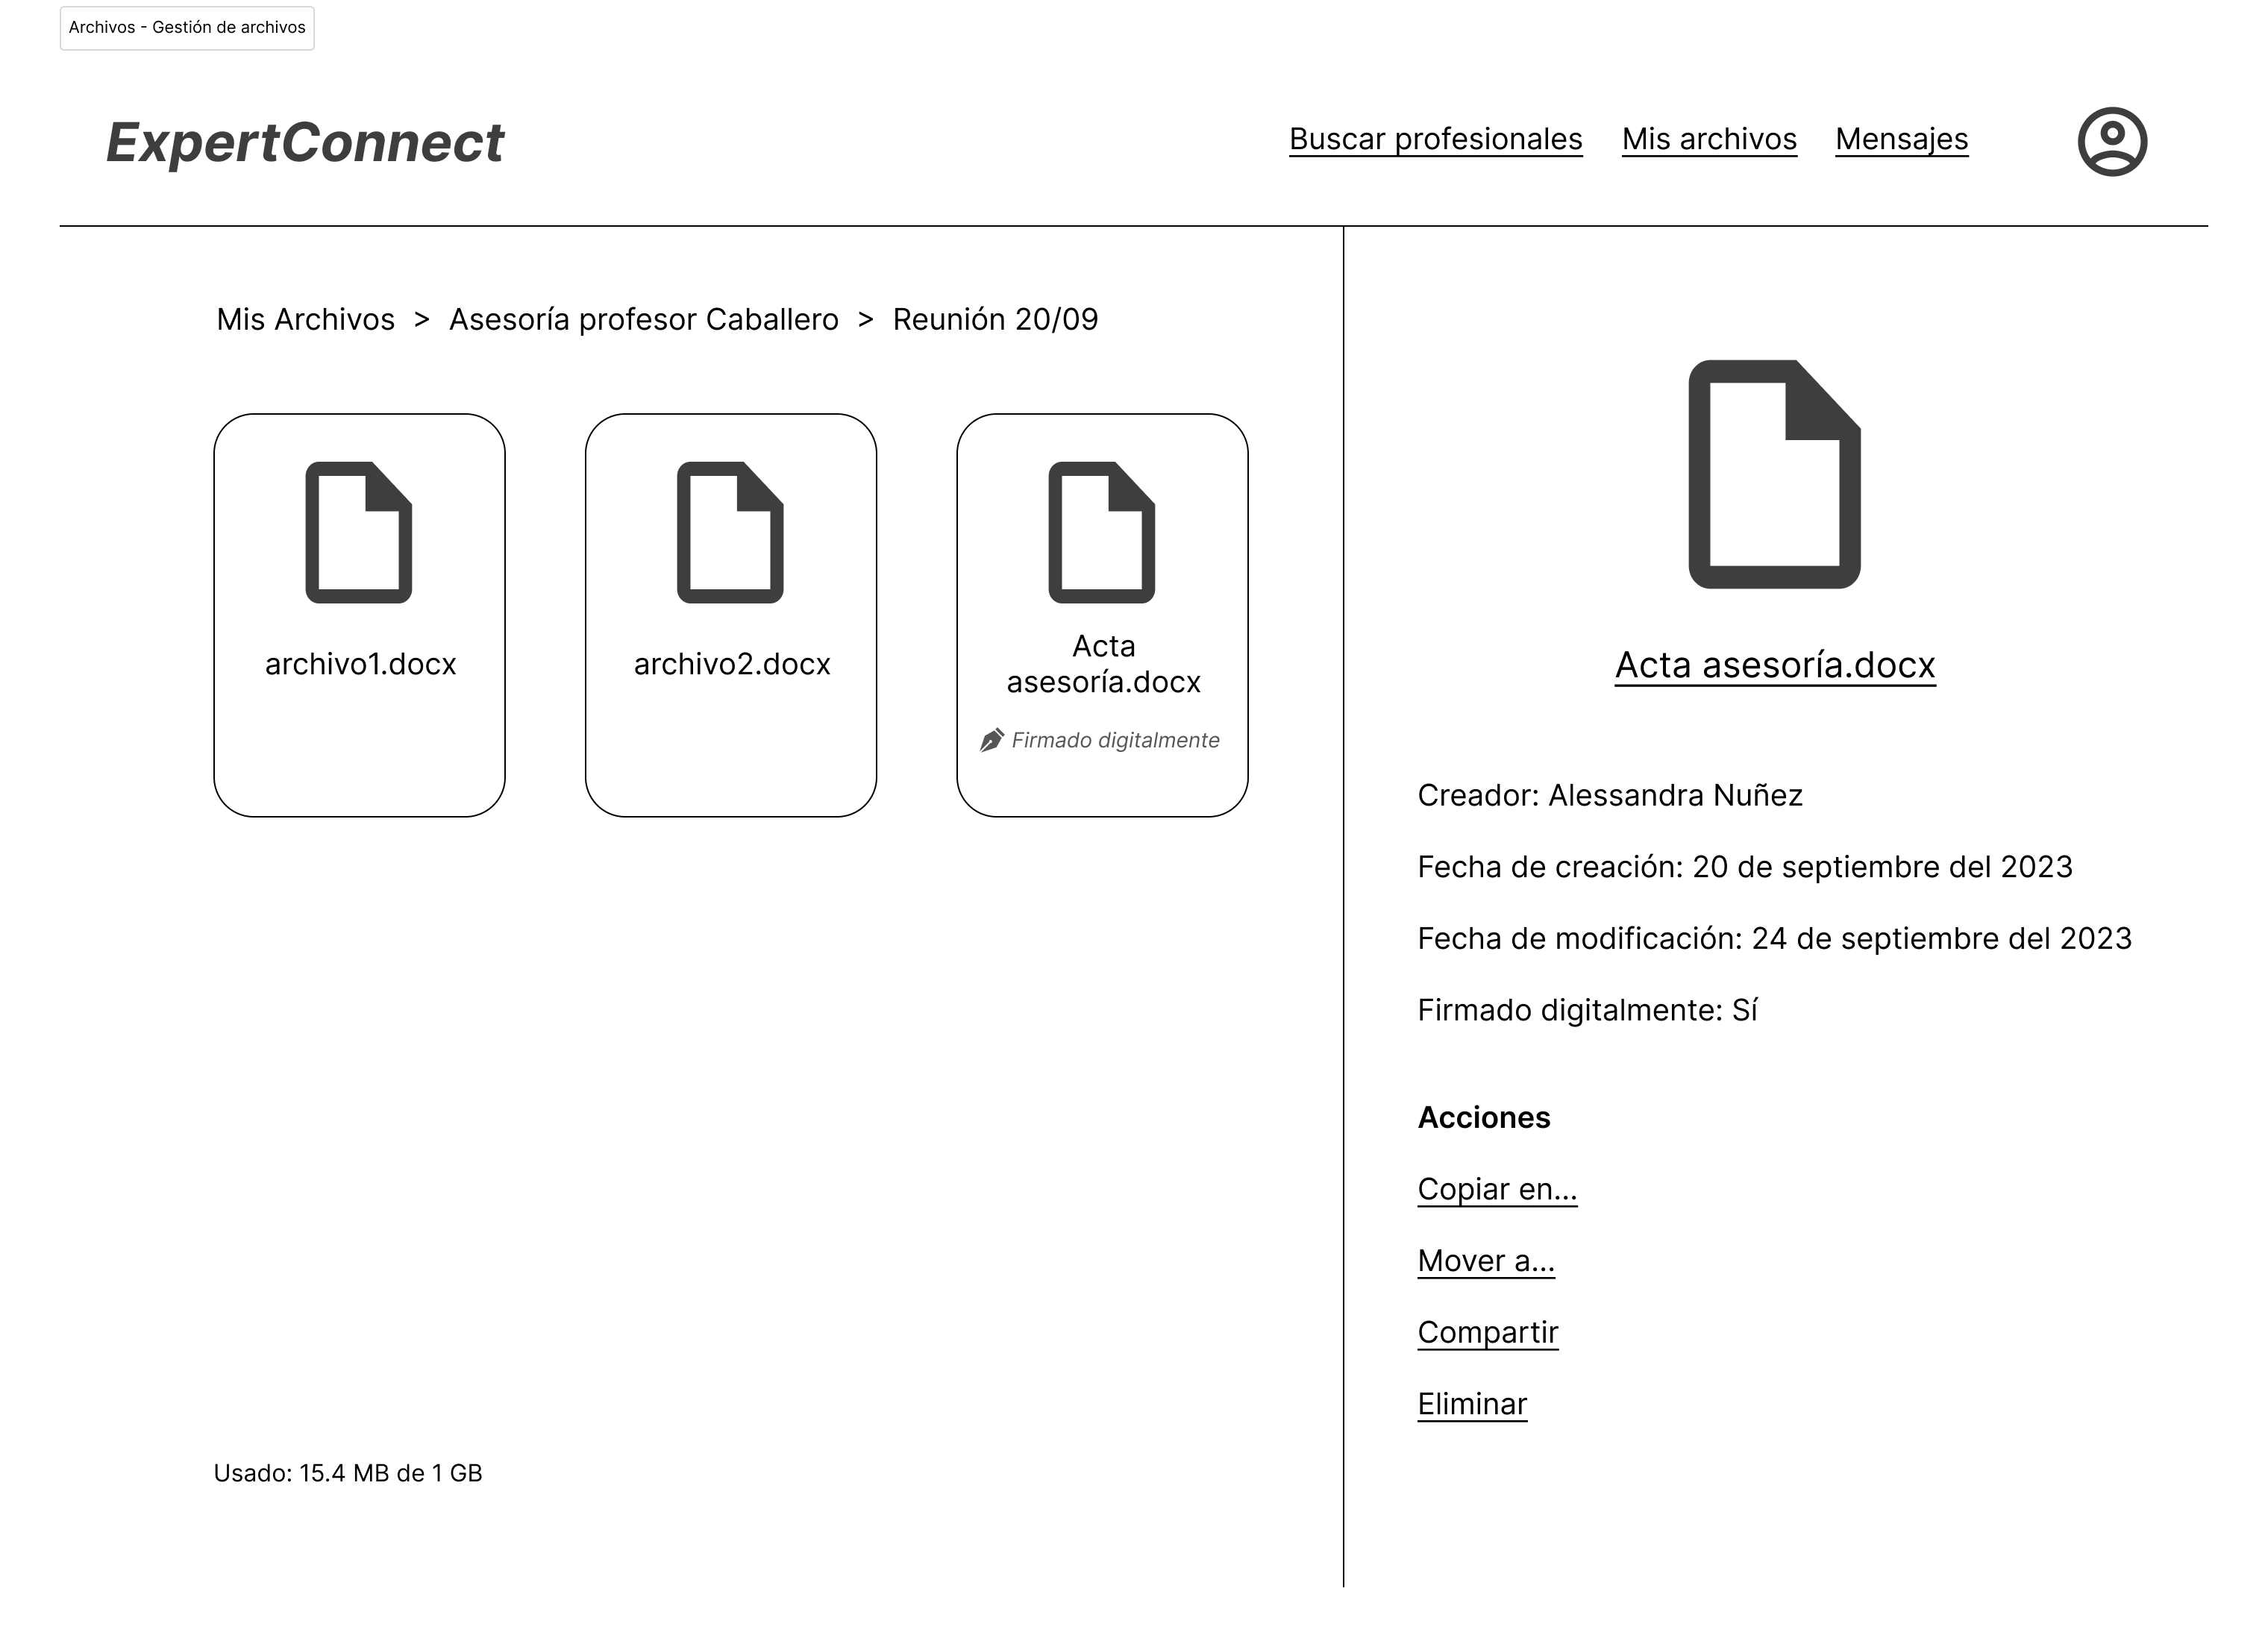 Archivos - Gestión de archivos
ExpertConnect
Buscar profesionales
Mis archivos
Mensajes
Mis Archivos > Asesoría profesor Caballero > Reunión 20/09
archivo1.docx
archivo2.docx
Acta
asesoría.docx
Firmado digitalmente
Usado: 15.4 MB de 1 GB
Acta asesoría.docx
Creador: Alessandra Nuñez
Fecha de creación: 20 de septiembre del 2023
Fecha de modificación: 24 de septiembre del 2023
Firmado digitalmente: Sí
Acciones
Copiar en...
Mover a...
Compartir
Eliminar